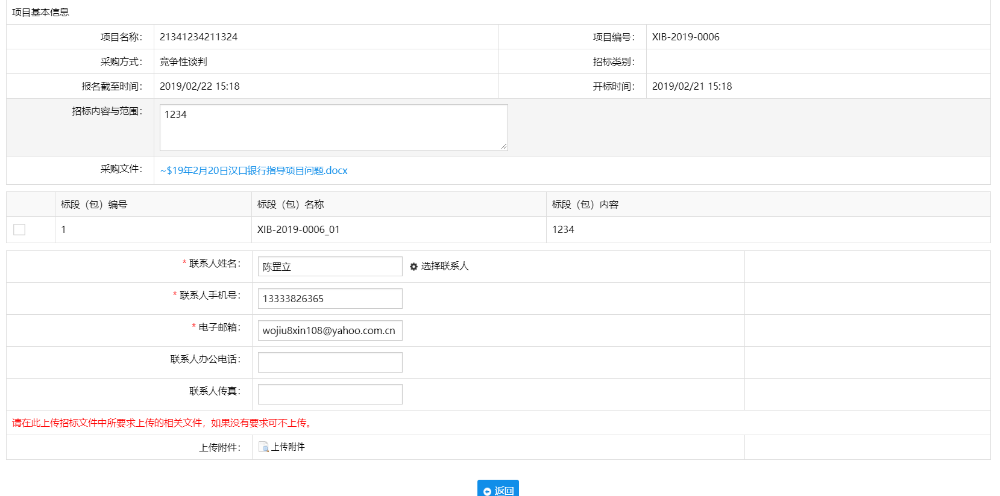 项目基本信息
项目名称： 21341234211324 项目编号： XIB-2019-0006
采购方式： 竞争性谈判 招标类别：
报名截至时间： 2019/02/22 15:18 开标时间： 2019/02/21 15:18
招标内容与范围： 1234
采购文件： ~$19年2月20日汉口银行指导项目问题.docx
标段（包）编号 标段（包）名称 标段（包）内容
1 XIB-2019-0006_01 1234
* 联系人姓名： 陈罡立 选择联系人
* 联系人手机号： 13333826365
* 电子邮箱： wojiu8xin108@yahoo.com.cn
联系人办公电话：
联系人传真：
请在此上传招标文件中所要求上传的相关文件，如果没有要求可不上传。
上传附件： 上传附件
返回